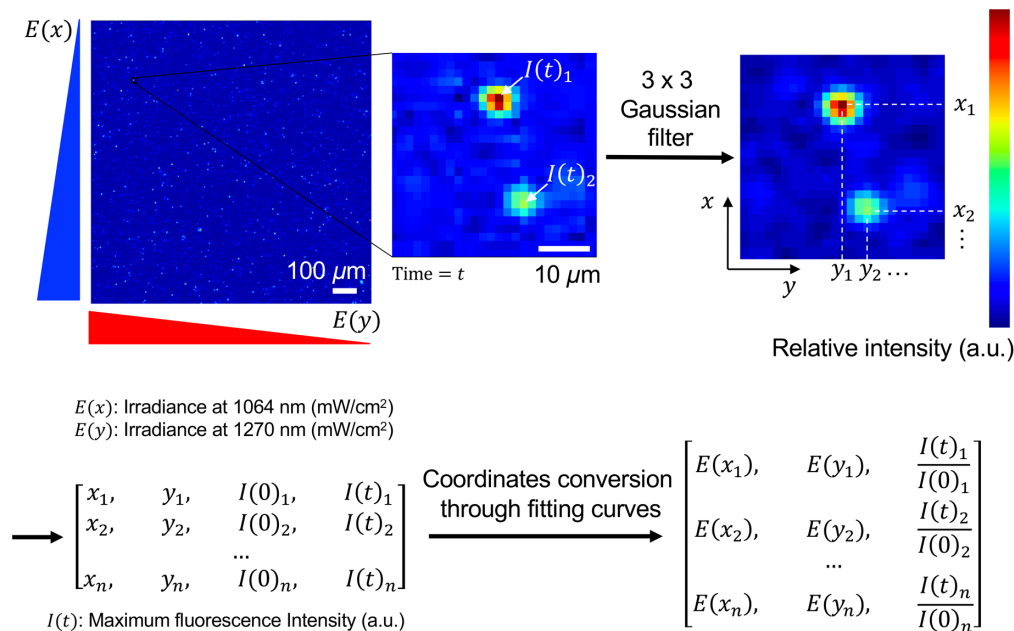 E(x)
I(t)₁
I(t)₂
100 µm
E(y)
Time = t
10 µm
3 x 3
Gaussian
filter
x₁
x
x₂
⋮
y₁ y₂ ...
y
Relative intensity (a.u.)
E(x): Irradiance at 1064 nm (mW/cm²)
E(y): Irradiance at 1270 nm (mW/cm²)
x₁, y₁ I(0)₁, I(t)₁
x₂, y₂, I(0)₂, I(t)₂
...
xₙ, yₙ, I(0)ₙ, I(t)ₙ
I(t): Maximum fluorescence Intensity (a.u.)
Coordinates conversion
through fitting curves
E(x₁), E(y₁), I(t)₁/I(0)₁
E(x₂), E(y₂), I(t)₂/I(0)₂
...
E(xₙ), E(yₙ), I(t)ₙ/I(0)ₙ